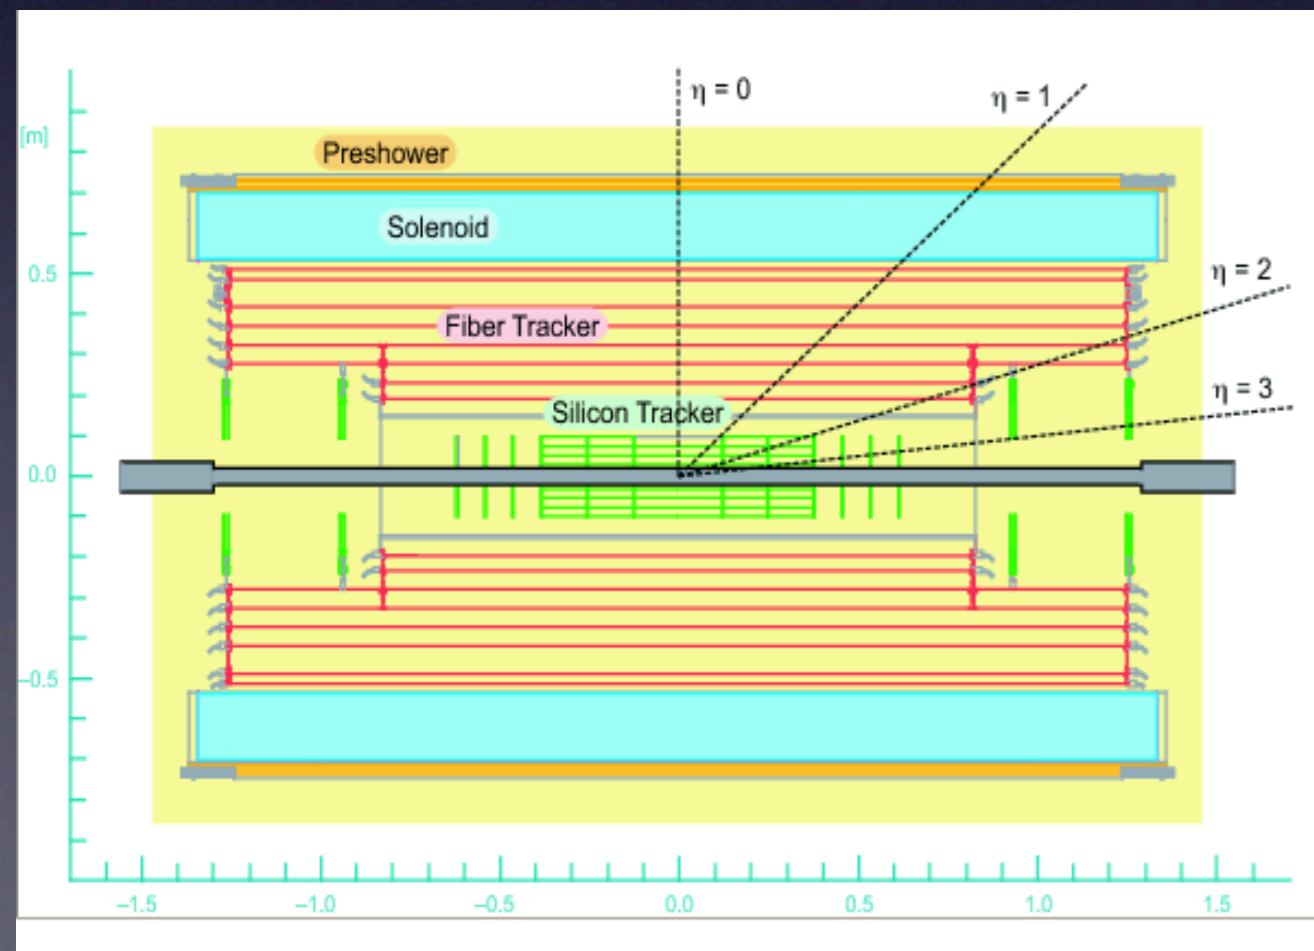 η = 0
η = 1
[m]
Preshower
Solenoid
η = 2
0.5
Fiber Tracker
η = 3
Silicon Tracker
0.0
–0.5
–1.5
–1.0
–0.5
0.0
0.5
1.0
1.5